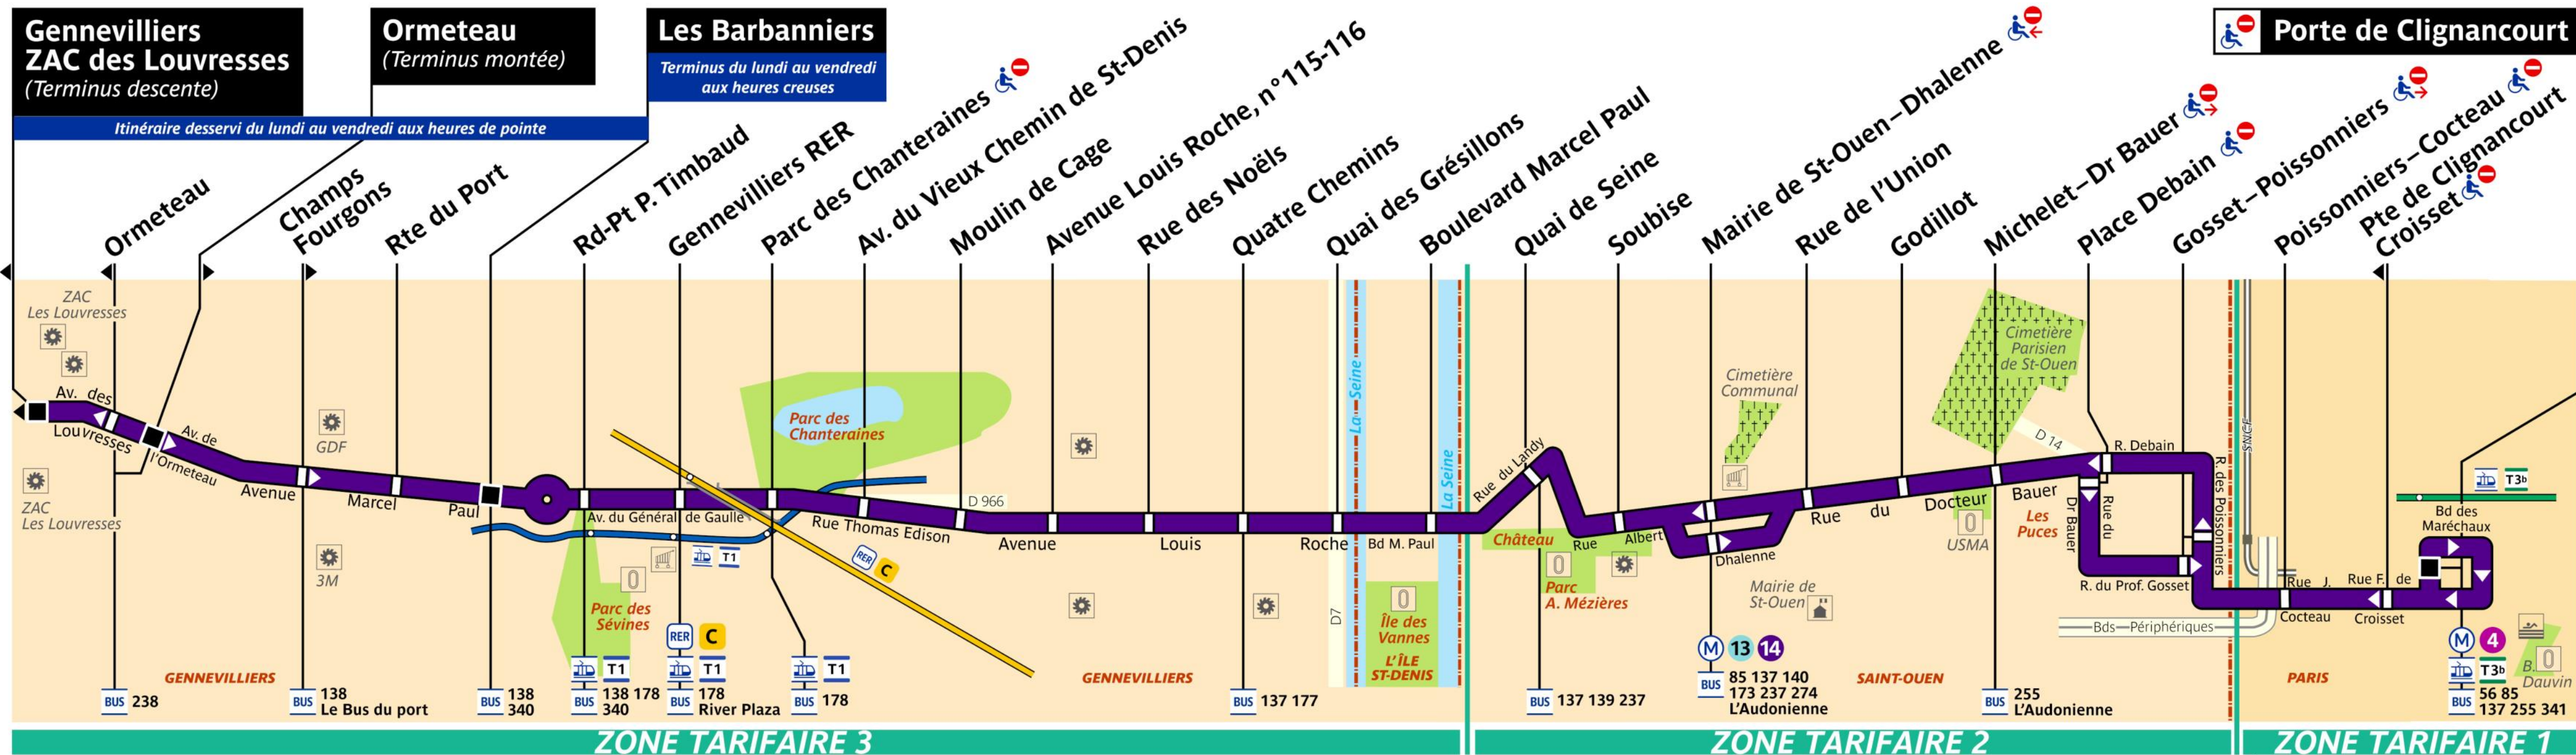 Gennevilliers
ZAC des Louvresses
(Terminus descente)
Ormeteau
(Terminus montée)
Les Barbanniers
Terminus du lundi au vendredi
aux heures creuses
Itinéraire desservi du lundi au vendredi aux heures de pointe
Porte de Clignancourt
Ormeteau
Champs
Fourgons
Rte du Port
Rd-Pt P. Timbaud
Gennevilliers RER
Parc des Chanteraines
Av. du Vieux Chemin de St-Denis
Moulin de Cage
Avenue Louis Roche, n°115-116
Rue des Noëls
Quatre Chemins
Quai des Grésillons
Boulevard Marcel Paul
Quai de Seine
Soubise
Mairie de St-Ouen–Dhalenne
Rue de l'Union
Godillot
Michelet–Dr Bauer
Place Debain
Gosset–Poissonniers
Poissonniers–Cocteau
Pte de Clignancourt
Croisset
ZAC
Les Louvresses
Av. des
Louvresses
ZAC
Les Louvresses
Av. de
l'Ormeteau
GDF
3M
Avenue
Marcel
Paul
Av. du Général de Gaulle
Parc des
Chanteraines
D 966
Rue Thomas Edison
T1
RER C
Parc des
Sévines
Avenue
Louis
Roche
Bd M. Paul
La Seine
La Seine
D7
Île des
Vannes
L'ÎLE
ST-DENIS
Rue du Landy
Château
Rue
Albert
Dhalenne
Parc
A. Mézières
Cimetière
Communal
Mairie de
St-Ouen
Rue
du
Docteur
Bauer
USMA
Les
Puces
Cimetière
Parisien
de St-Ouen
D 14
R. Debain
Rue du
Dr Bauer
R. des Poissonniers
R. du Prof. Gosset
SNCF
Bds Périphériques
Rue J.
Cocteau
Rue F. de
Croisset
T3b
Bd des
Maréchaux
B.
Dauvin
GENNEVILLIERS
GENNEVILLIERS
SAINT-OUEN
PARIS
BUS 238
BUS 138
Le Bus du port
BUS 138
340
T1
BUS 138 178
340
RER C
T1
BUS 178
River Plaza
T1
BUS 178
BUS 137 177
BUS 137 139 237
M 13 14
BUS 85 137 140
173 237 274
L'Audonienne
BUS 255
L'Audonienne
M 4
T3b
BUS 56 85
137 255 341
ZONE TARIFAIRE 3
ZONE TARIFAIRE 2
ZONE TARIFAIRE 1